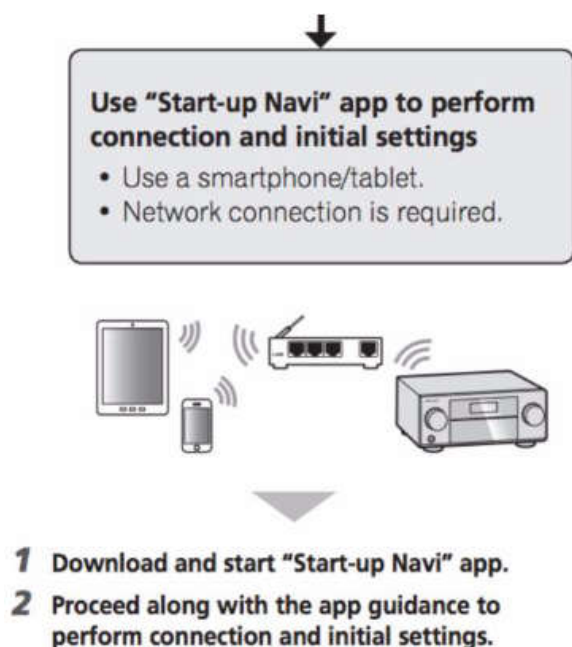 Use “Start-up Navi” app to perform
connection and initial settings
• Use a smartphone/tablet.
• Network connection is required.
1 Download and start “Start-up Navi” app.
2 Proceed along with the app guidance to
perform connection and initial settings.